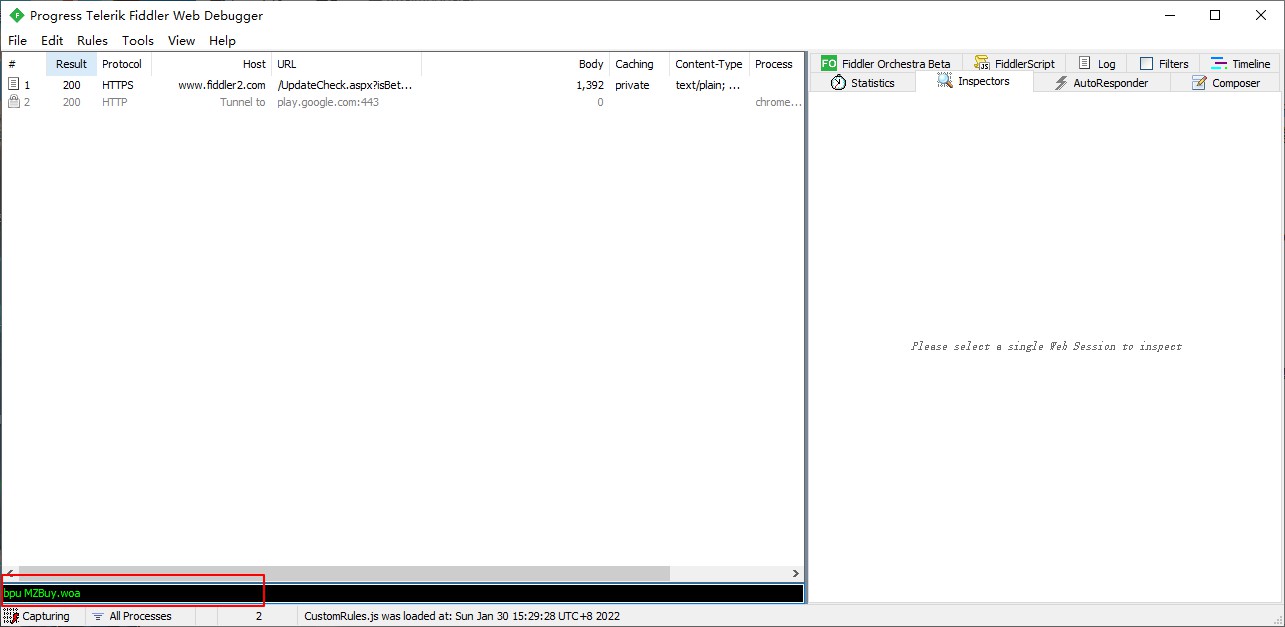 Progress Telerik Fiddler Web Debugger
File Edit Rules Tools View Help
# Result Protocol Host URL Body Caching Content-Type Process
1 200 HTTPS www.fiddler2.com /UpdateCheck.aspx?isBet... 1,392 private text/plain; ...
2 200 HTTP Tunnel to play.google.com:443 0 chrome...
FO Fiddler Orchestra Beta FiddlerScript Log Filters Timeline
Statistics Inspectors AutoResponder Composer
Please select a single Web Session to inspect
bpu MZBuy.woa
Capturing All Processes 2 CustomRules.js was loaded at: Sun Jan 30 15:29:28 UTC+8 2022